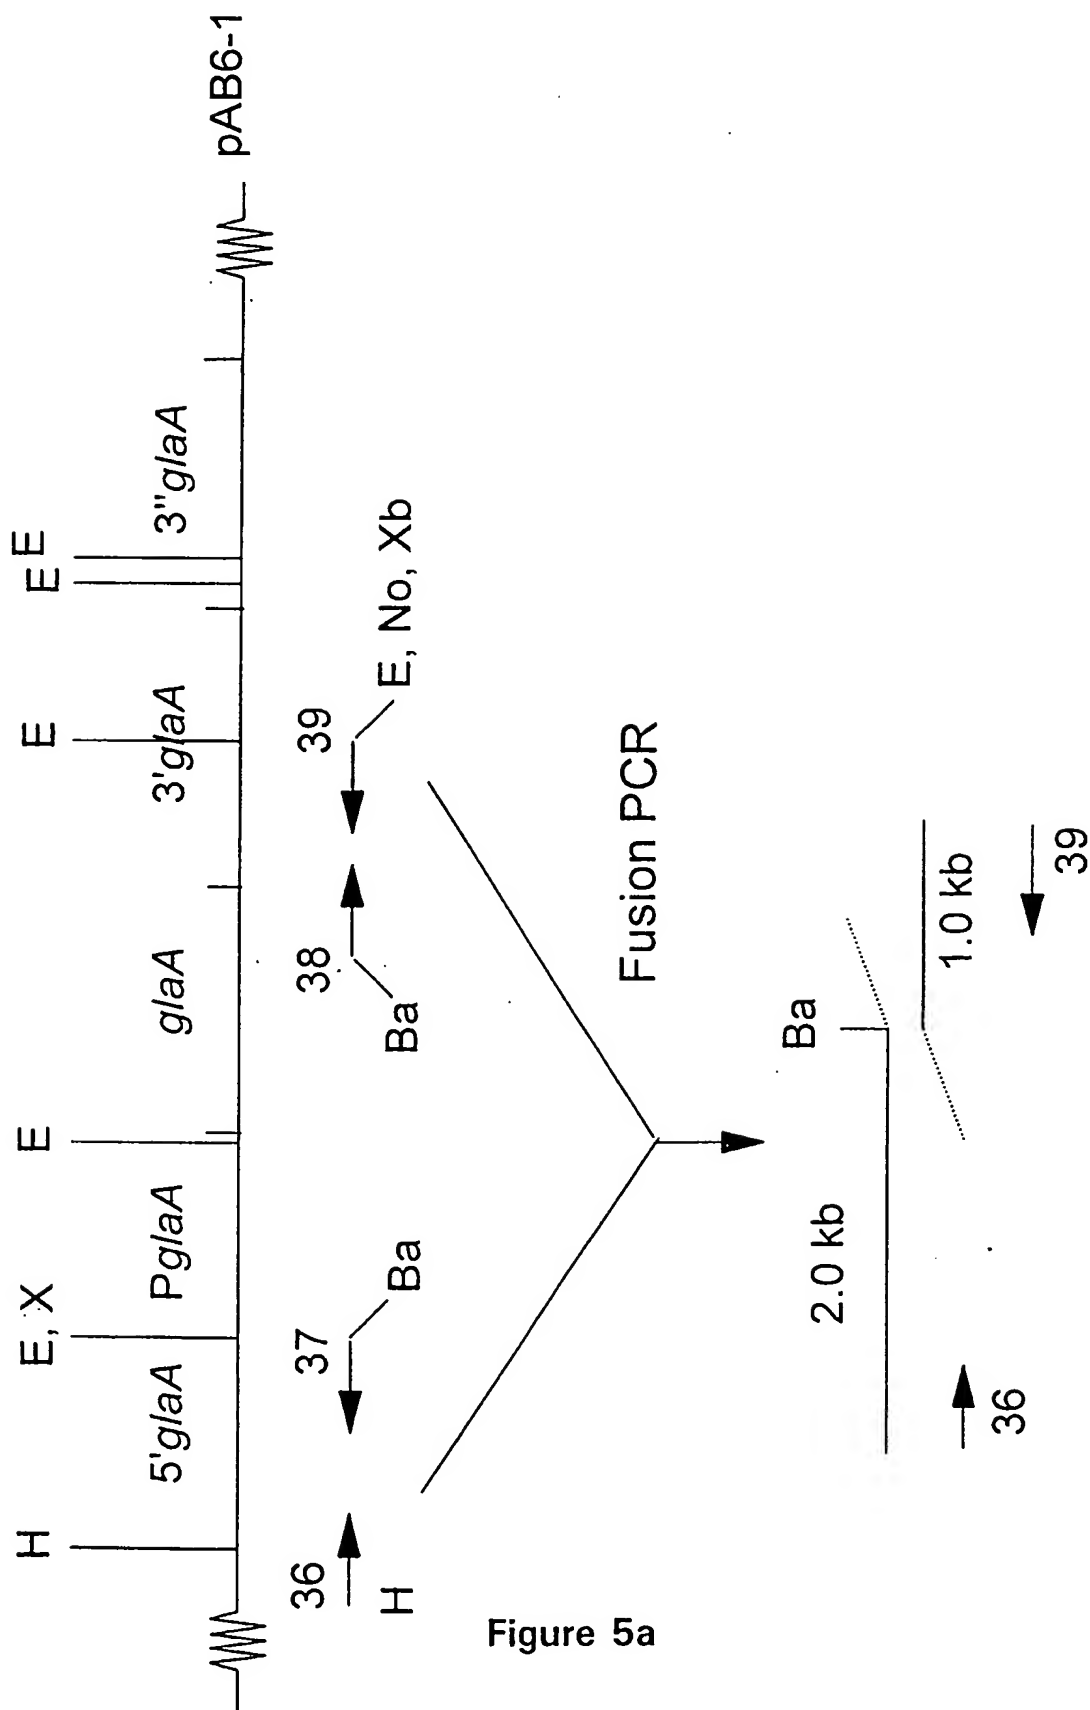 H E, X E E E E
5'glaA PglaA glaA 3'glaA 3"glaA pAB6-1
36 37 38 39
H Ba Ba E, No, Xb
Fusion PCR
Ba
2.0 kb
1.0 kb
36 39
Figure 5a